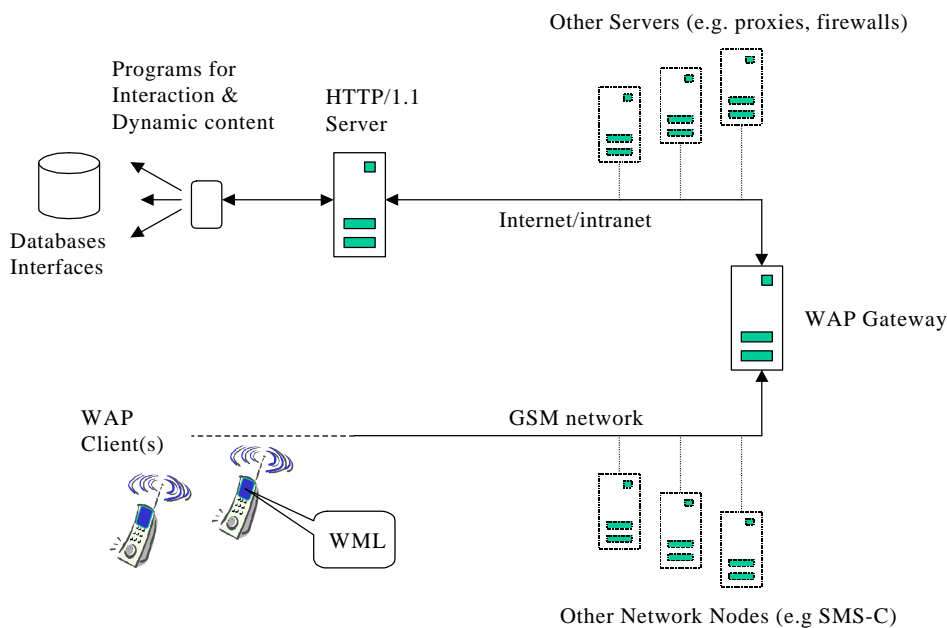 Other Servers (e.g. proxies, firewalls)
Programs for
Interaction &
Dynamic content
HTTP/1.1
Server
Internet/intranet
Databases
Interfaces
WAP Gateway
WAP
Client(s)
GSM network
WML
Other Network Nodes (e.g SMS-C)